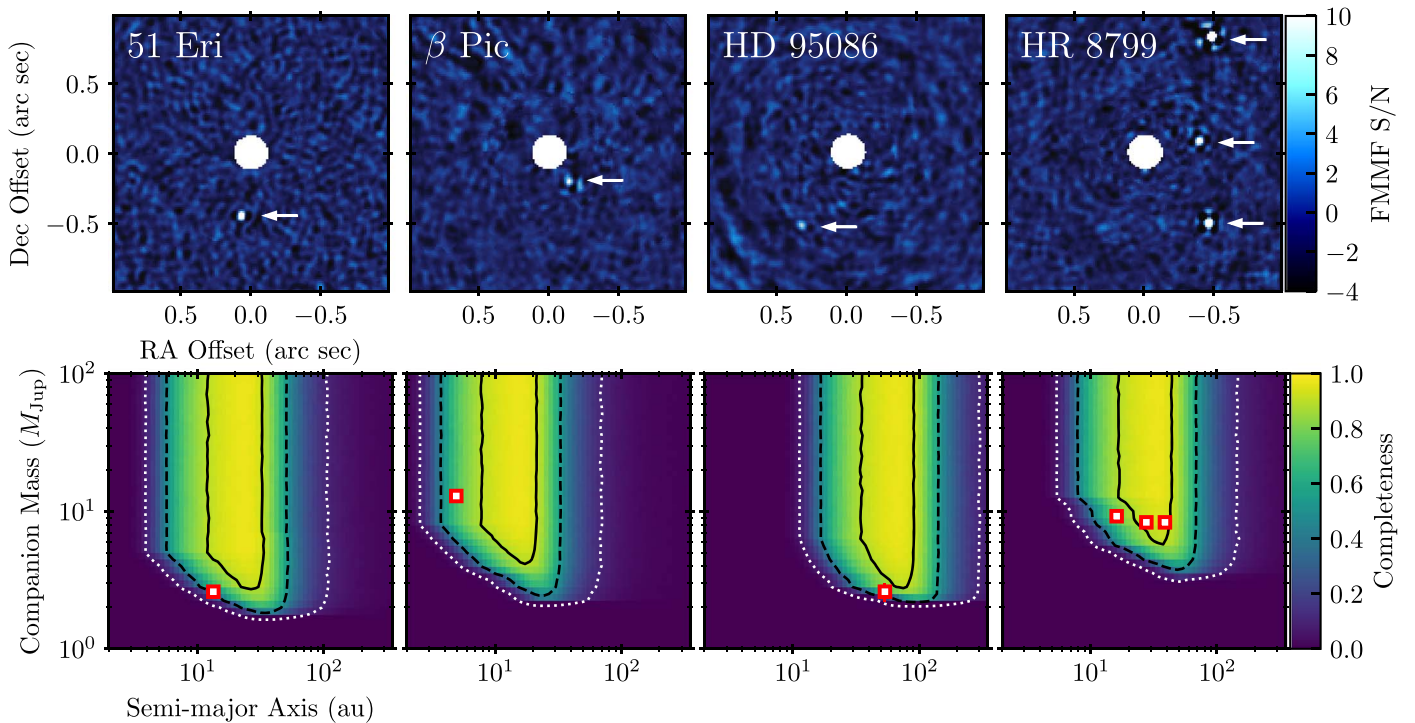 51 Eri
β Pic
HD 95086
HR 8799
Dec Offset (arc sec)
0.5
0.0
−0.5
0.5 0.0 −0.5
0.5 0.0 −0.5
0.5 0.0 −0.5
0.5 0.0 −0.5
RA Offset (arc sec)
10
8
6
4
2
0
−2
−4
FMMF S/N
Companion Mass (M_Jup)
10²
10¹
10⁰
10¹ 10²
10¹ 10²
10¹ 10²
10¹ 10²
Semi-major Axis (au)
1.0
0.8
0.6
0.4
0.2
0.0
Completeness